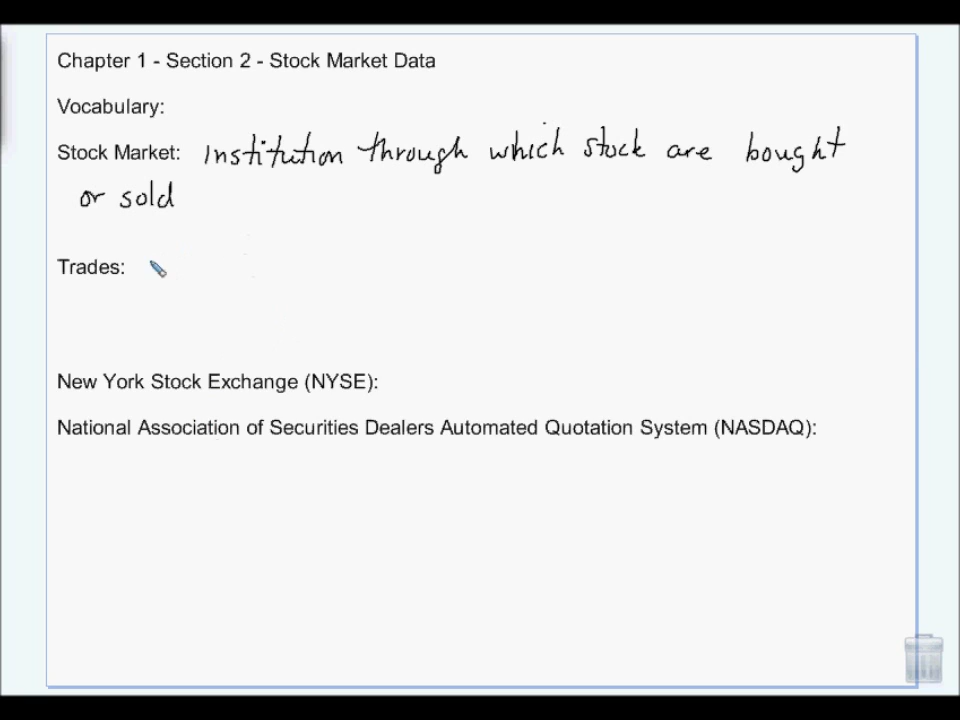 Chapter 1 - Section 2 - Stock Market Data
Vocabulary:
Stock Market: Institution through which stock are bought
or sold
Trades:
New York Stock Exchange (NYSE):
National Association of Securities Dealers Automated Quotation System (NASDAQ):